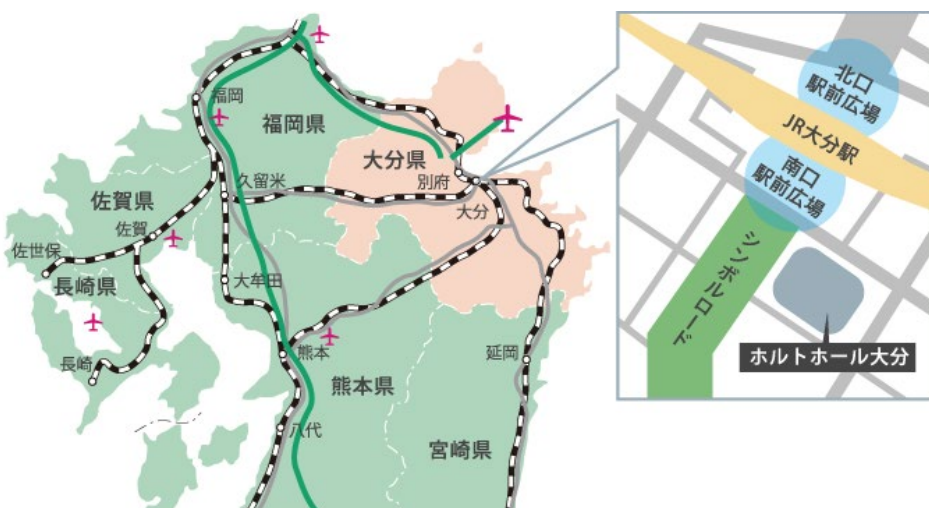 福岡
福岡県
大分県
久留米
別府
佐賀県
大分
佐賀
佐世保
大牟田
長崎県
長崎
熊本
延岡
熊本県
八代
宮崎県
北口
駅前広場
JR大分駅
南口
駅前広場
シンボルロード
ホルトホール大分